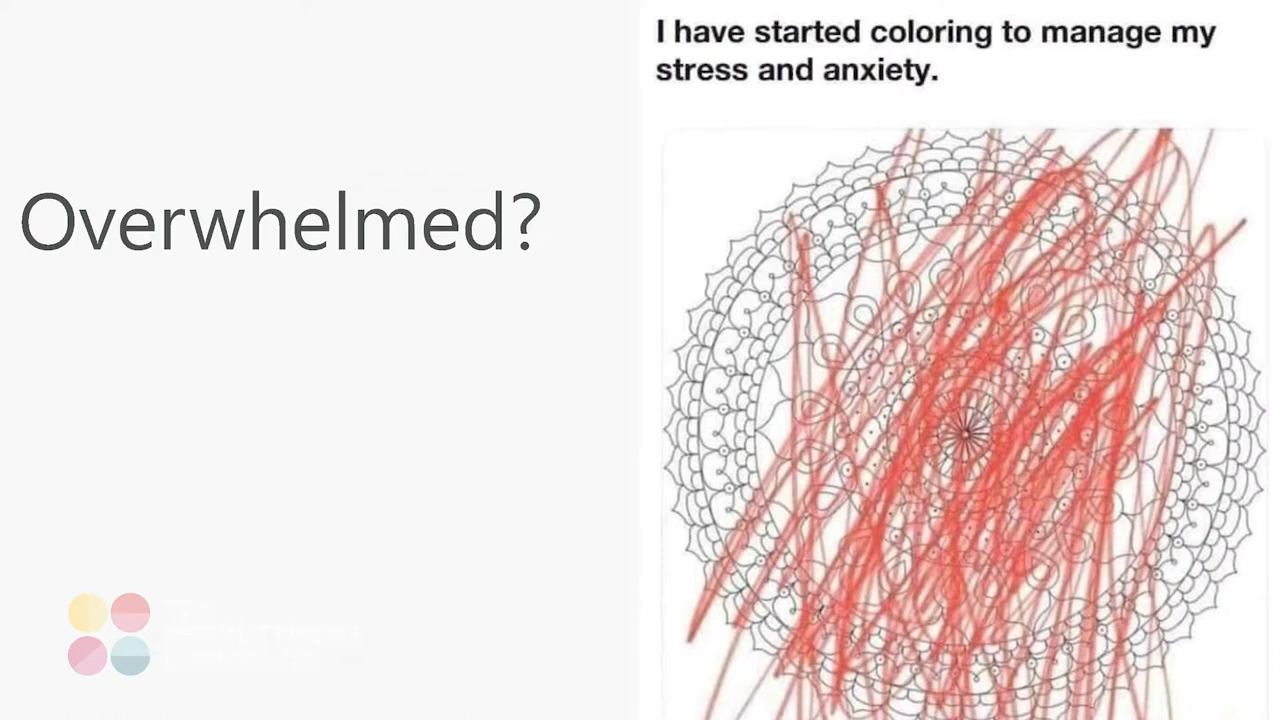 Overwhelmed?
I have started coloring to manage my
stress and anxiety.